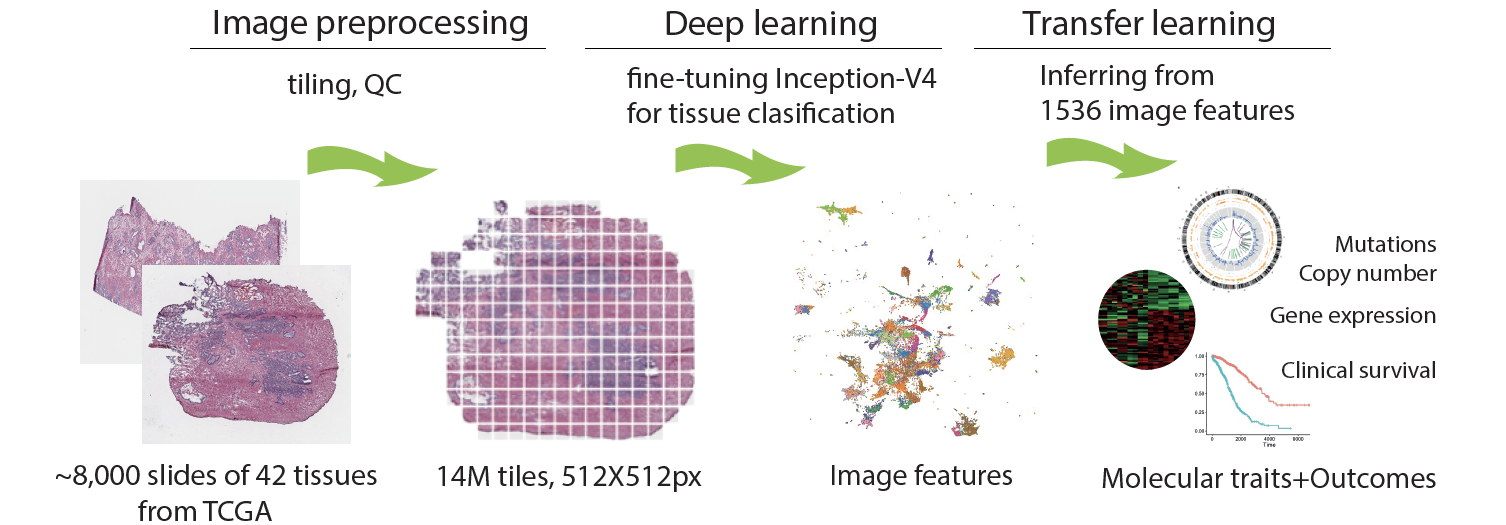 Image preprocessing
Deep learning
Transfer learning
tiling, QC
fine-tuning Inception-V4
for tissue clasification
Inferring from
1536 image features
Mutations
Copy number
Gene expression
Clinical survival
1.00
0.75
0.50
0.25
0.00
0
2000
4000
6000
Time
~8,000 slides of 42 tissues
from TCGA
14M tiles, 512X512px
Image features
Molecular traits+Outcomes